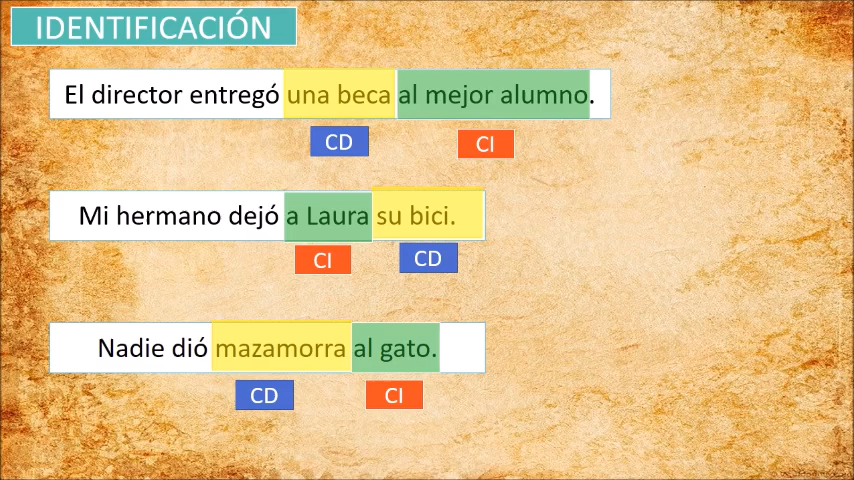 IDENTIFICACIÓN
El director entregó una beca al mejor alumno.
CD CI
Mi hermano dejó a Laura su bici.
CI CD
Nadie dió mazamorra al gato.
CD CI